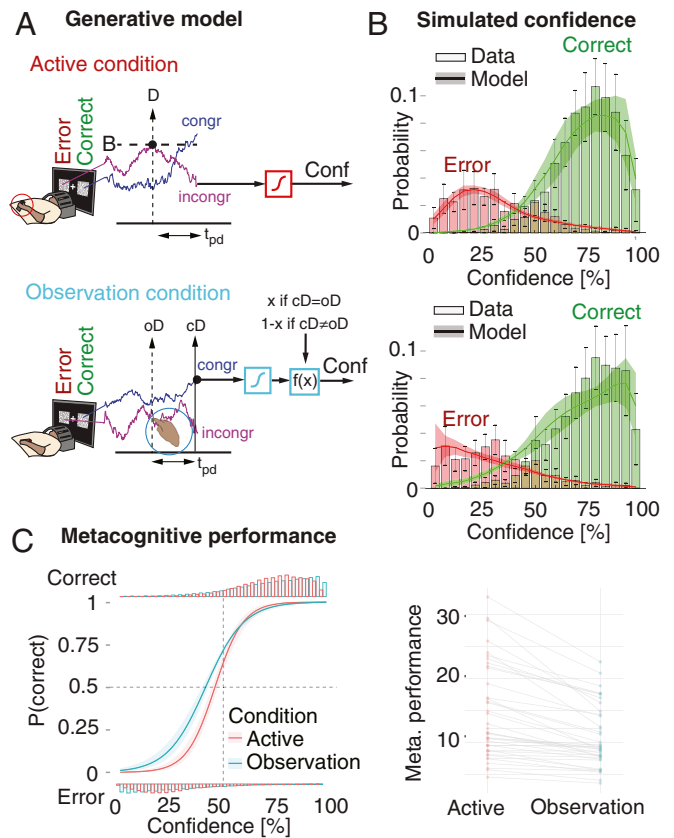 A Generative model
Active condition
Error
Correct
D
B
congr
incongr
Conf
t_pd
Observation condition
x if cD=oD
1-x if cD≠oD
oD
cD
congr
f(x)
Conf
incongr
Error
Correct
t_pd
B Simulated confidence
Data
Model
Correct
Error
Probability
0.1
0
0 25 50 75 100
Confidence [%]
Data
Model
Correct
Error
Probability
0.1
0
0 25 50 75 100
Confidence [%]
C Metacognitive performance
Correct
P(correct)
1
0.75
0.5
0.25
0
Condition
Active
Observation
Error
0 25 50 75 100
Confidence [%]
Meta. performance
30
20
10
Active Observation